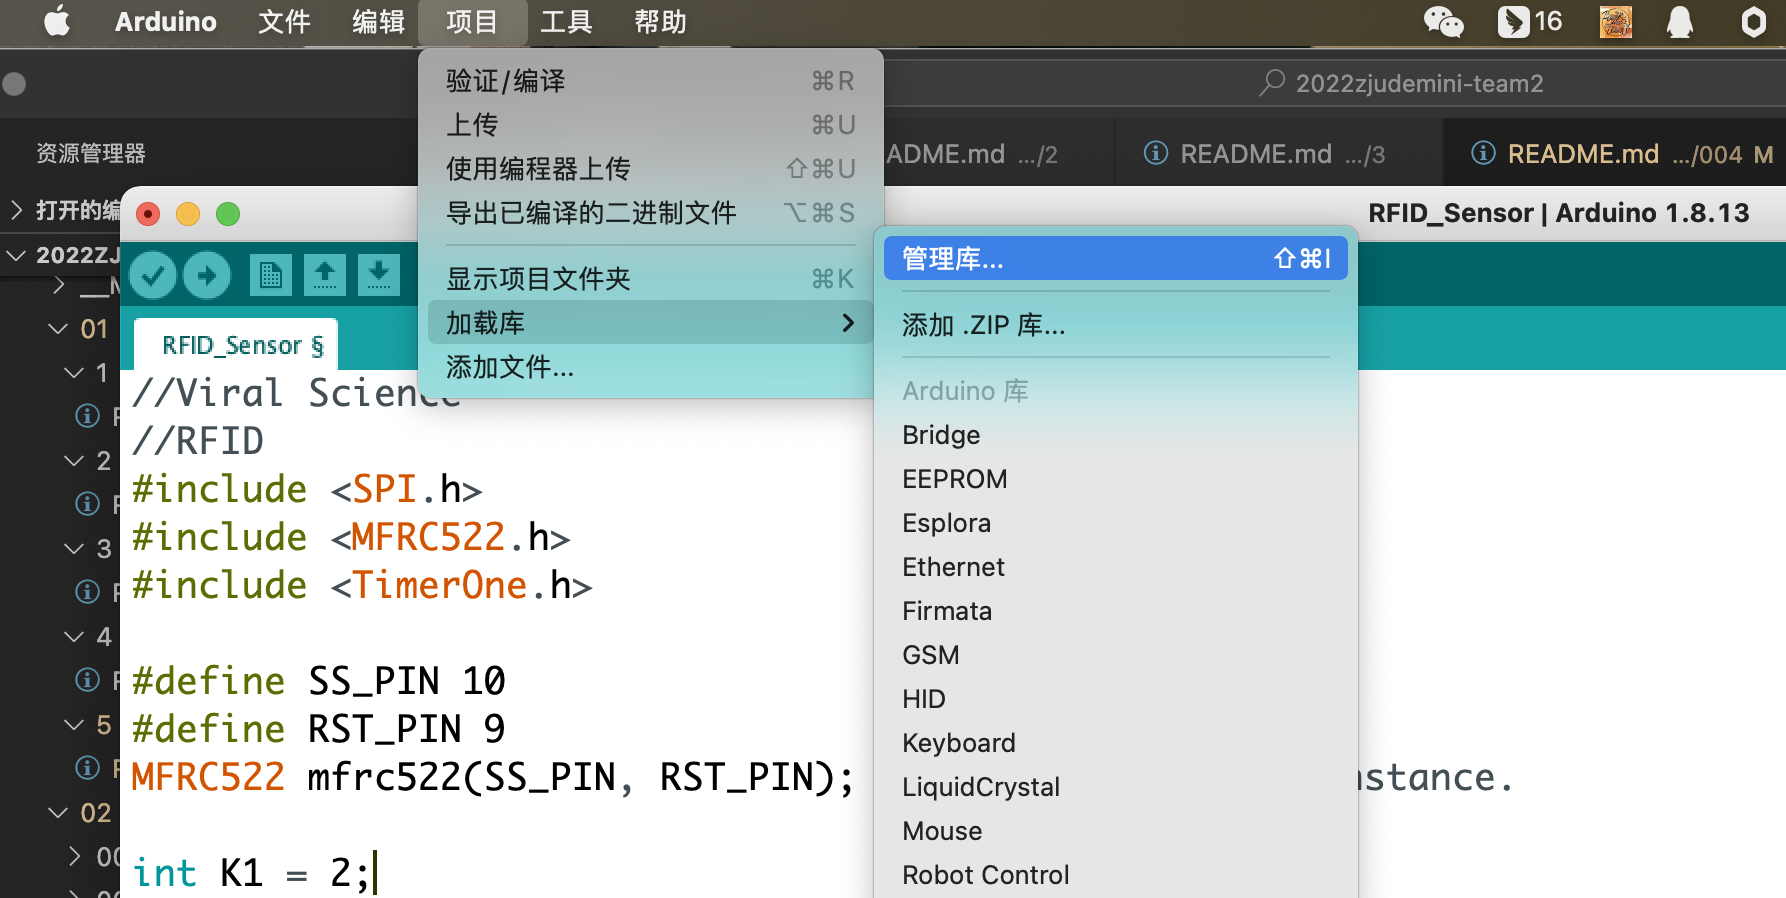 Arduino 文件 编辑 项目 工具 帮助 16
2022zjudemini-team2
资源管理器
ADME.md .../2 README.md .../3 README.md .../004 M
打开的编
2022ZJ
01
1
2
3
4
5
02
验证/编译 ⌘R
上传 ⌘U
使用编程器上传 ⇧⌘U
导出已编译的二进制文件 ⌥⌘S
显示项目文件夹 ⌘K
加载库
添加文件...
RFID_Sensor | Arduino 1.8.13
管理库... ⇧⌘I
添加 .ZIP 库...
Arduino 库
Bridge
EEPROM
Esplora
Ethernet
Firmata
GSM
HID
Keyboard
LiquidCrystal
Mouse
Robot Control
RFID_Sensor §
//Viral Science
//RFID
#include <SPI.h>
#include <MFRC522.h>
#include <TimerOne.h>
#define SS_PIN 10
#define RST_PIN 9
MFRC522 mfrc522(SS_PIN, RST_PIN); stance.
int K1 = 2;